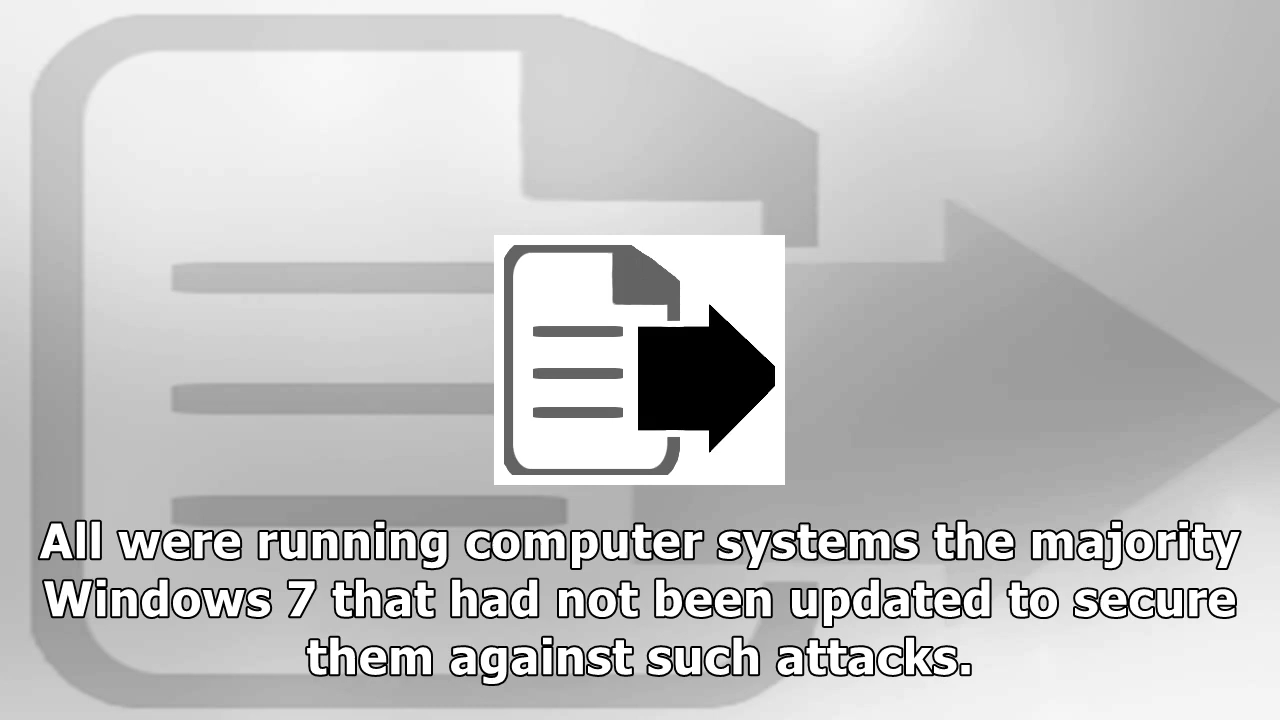 All were running computer systems the majority
Windows 7 that had not been updated to secure
them against such attacks.